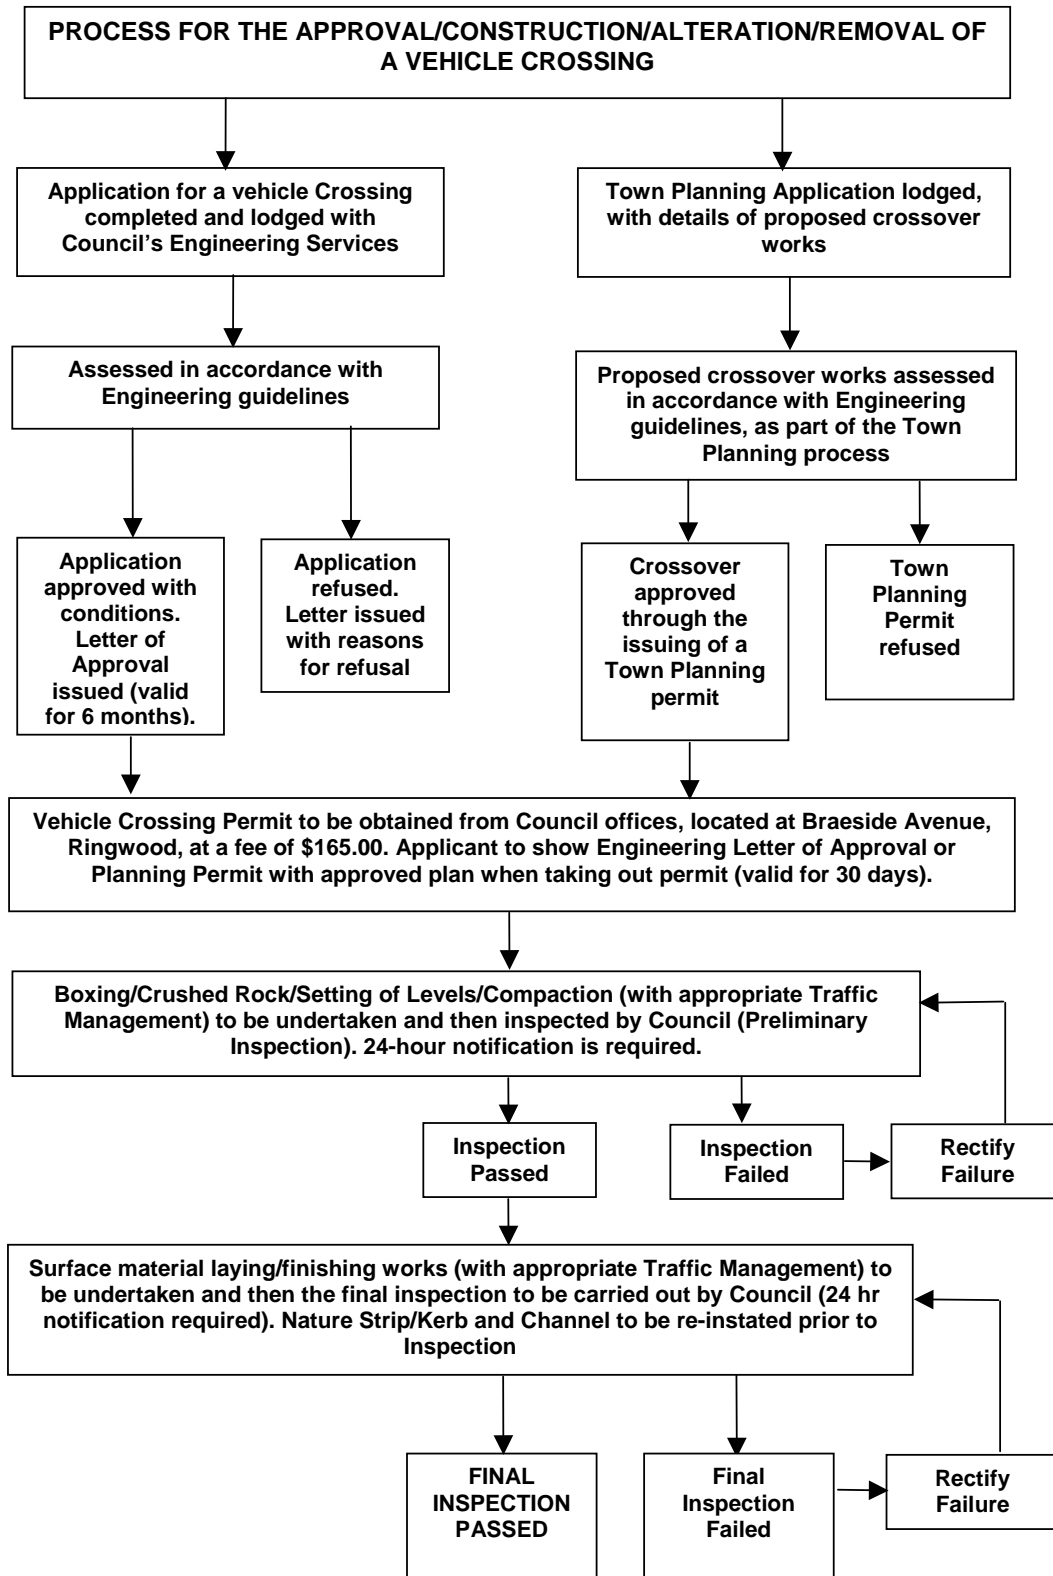 PROCESS FOR THE APPROVAL/CONSTRUCTION/ALTERATION/REMOVAL OF
A VEHICLE CROSSING
Application for a vehicle Crossing
completed and lodged with
Council's Engineering Services
Town Planning Application lodged,
with details of proposed crossover
works
Assessed in accordance with
Engineering guidelines
Proposed crossover works assessed
in accordance with Engineering
guidelines, as part of the Town
Planning process
Application
approved with
conditions.
Letter of
Approval
issued (valid
for 6 months).
Application
refused.
Letter issued
with reasons
for refusal
Crossover
approved
through the
issuing of a
Town Planning
permit
Town
Planning
Permit
refused
Vehicle Crossing Permit to be obtained from Council offices, located at Braeside Avenue,
Ringwood, at a fee of $165.00. Applicant to show Engineering Letter of Approval or
Planning Permit with approved plan when taking out permit (valid for 30 days).
Boxing/Crushed Rock/Setting of Levels/Compaction (with appropriate Traffic
Management) to be undertaken and then inspected by Council (Preliminary
Inspection). 24-hour notification is required.
Inspection
Passed
Inspection
Failed
Rectify
Failure
Surface material laying/finishing works (with appropriate Traffic Management) to
be undertaken and then the final inspection to be carried out by Council (24 hr
notification required). Nature Strip/Kerb and Channel to be re-instated prior to
Inspection
FINAL
INSPECTION
PASSED
Final
Inspection
Failed
Rectify
Failure